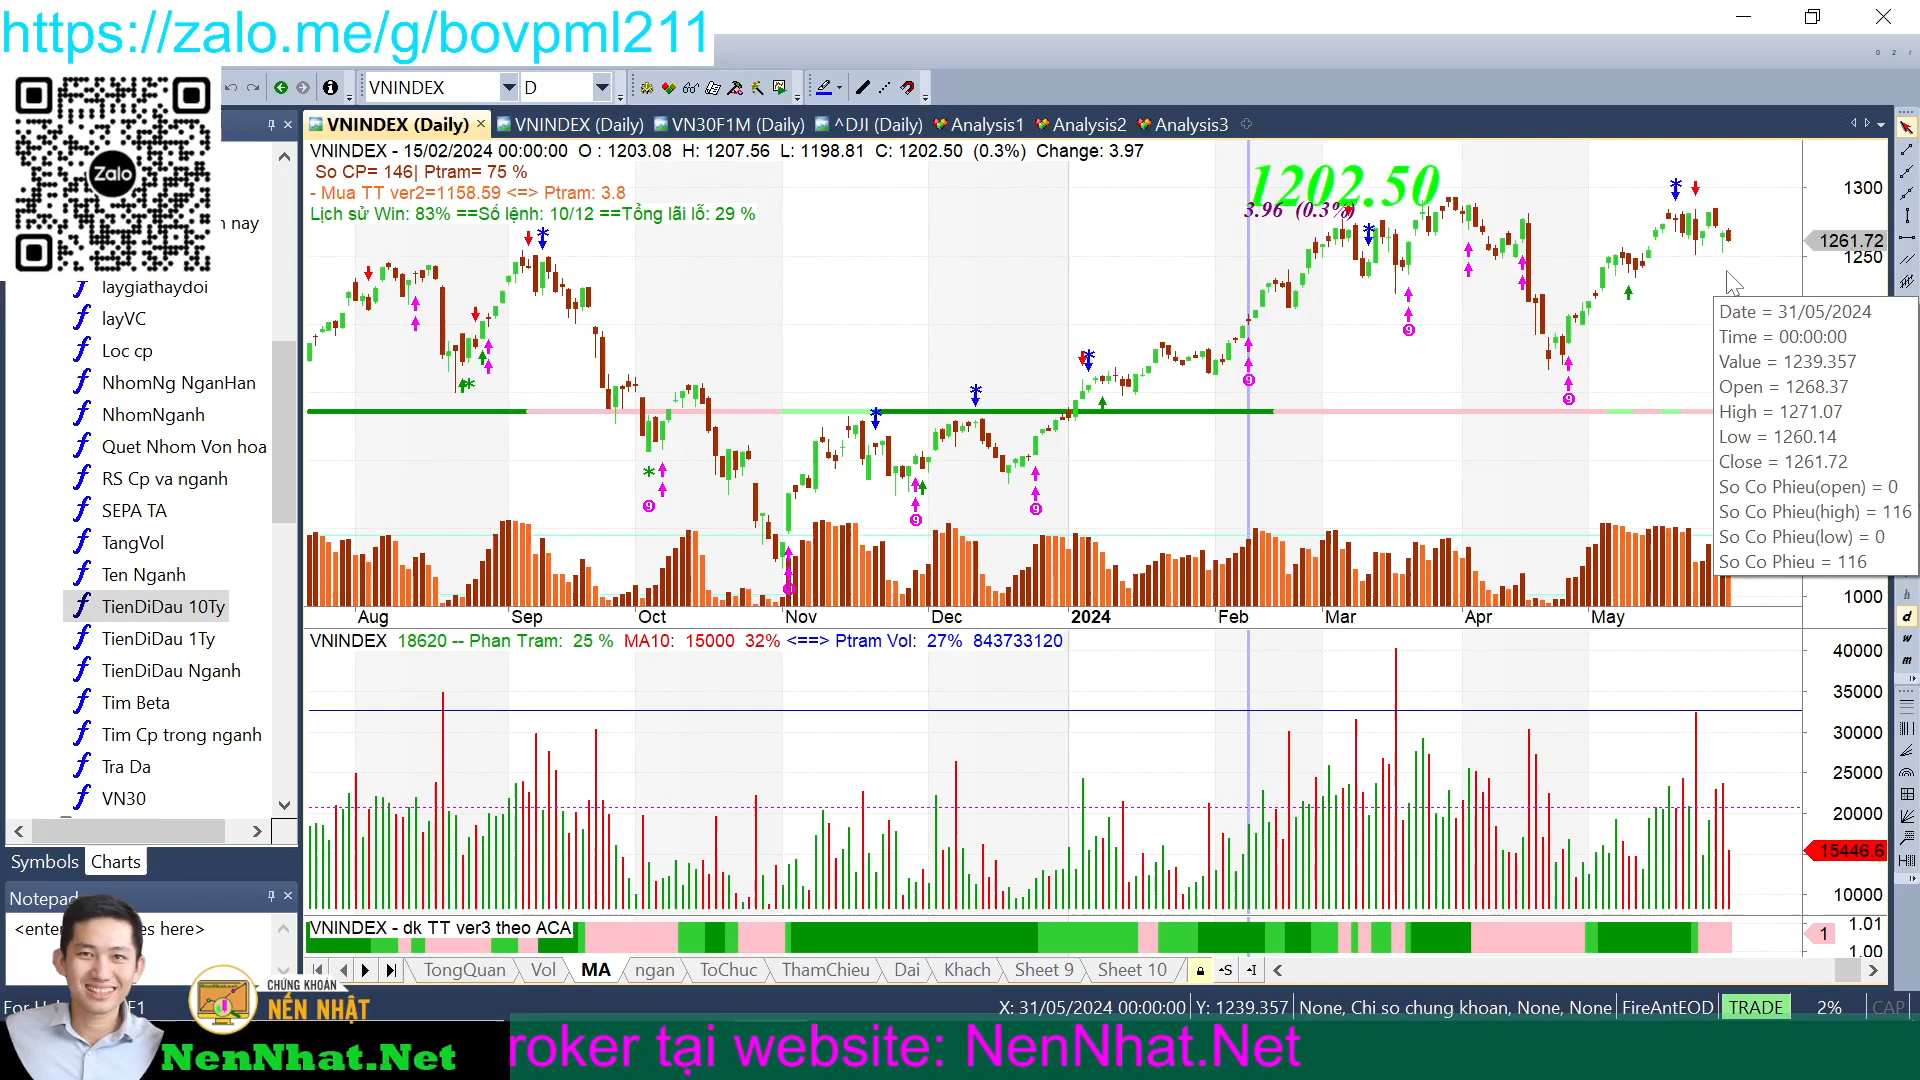 https://zalo.me/g/bovpml211
Zalo
VNINDEX
D
VNINDEX (Daily)
VNINDEX (Daily)
VN30F1M (Daily)
^DJI (Daily)
Analysis1
Analysis2
Analysis3
VNINDEX - 15/02/2024 00:00:00 O : 1203.08 H: 1207.56 L: 1198.81 C: 1202.50 (0.3%) Change: 3.97
So CP= 146| Ptram= 75 %
- Mua TT ver2=1158.59 <=> Ptram: 3.8
Lịch sử Win: 83% ==Số lệnh: 10/12 ==Tổng lãi lỗ: 29 %
1202.50
3.96 (0.3%)
1300
1261.72
1250
1000
n nay
laygiathaydoi
layVC
Loc cp
NhomNg NganHan
NhomNganh
Quet Nhom Von hoa
RS Cp va nganh
SEPA TA
TangVol
Ten Nganh
TienDiDau 10Ty
TienDiDau 1Ty
TienDiDau Nganh
Tim Beta
Tim Cp trong nganh
Tra Da
VN30
Date = 31/05/2024
Time = 00:00:00
Value = 1239.357
Open = 1268.37
High = 1271.07
Low = 1260.14
Close = 1261.72
So Co Phieu(open) = 0
So Co Phieu(high) = 116
So Co Phieu(low) = 0
So Co Phieu = 116
Aug Sep Oct Nov Dec 2024 Feb Mar Apr May
VNINDEX 18620 -- Phan Tram: 25 % MA10: 15000 32% <==> Ptram Vol: 27% 843733120
40000
35000
30000
25000
20000
15446.6
10000
VNINDEX - dk TT ver3 theo ACA
1.01
1
1.00
h
d
w
m
Symbols
Charts
Notepad
<enter
es here>
TongQuan Vol MA ngan ToChuc ThamChieu Dai Khach Sheet 9 Sheet 10
X: 31/05/2024 00:00:00 Y: 1239.357 None, Chi so chung khoan, None, None FireAntEOD TRADE 2% CAP
CHỨNG KHOÁN
NẾN NHẬT
NenNhat.Net
roker tại website: NenNhat.Net